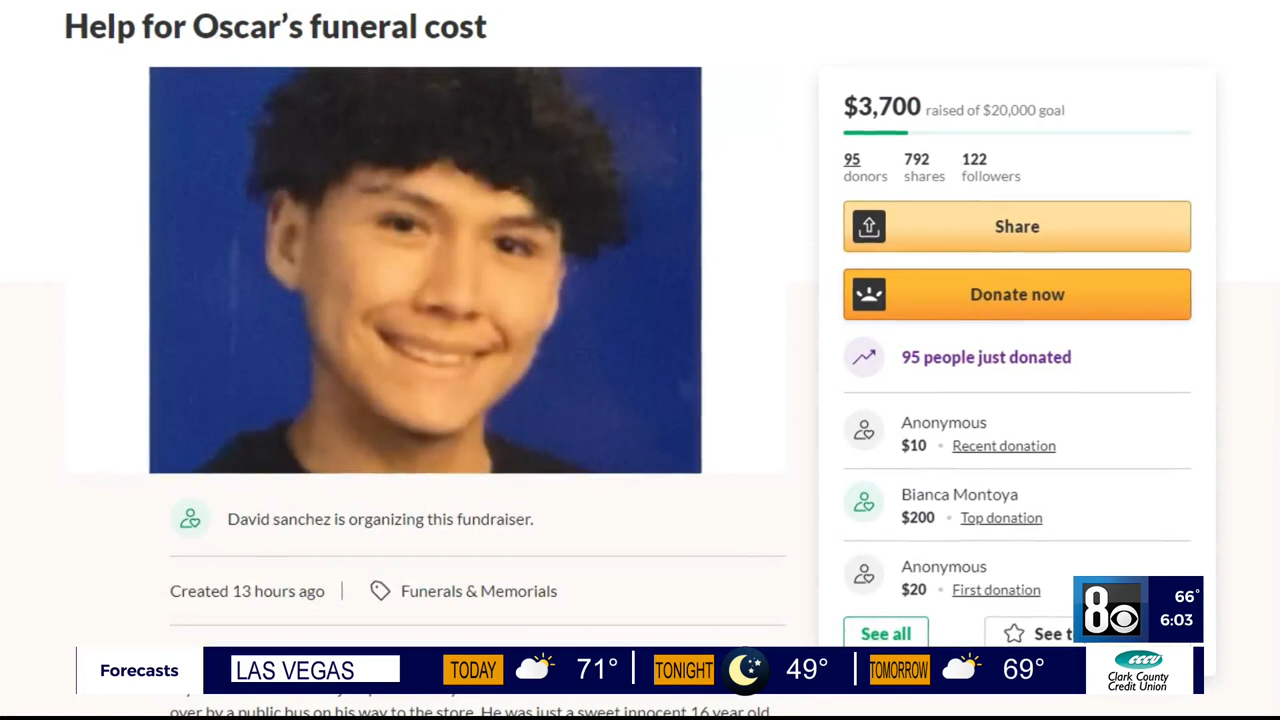 Help for Oscar's funeral cost
$3,700 raised of $20,000 goal
95 792 122
donors shares followers
Share
Donate now
95 people just donated
Anonymous
$10 • Recent donation
Bianca Montoya
$200 • Top donation
Anonymous
$20 • First donation
See all
See t
David sanchez is organizing this fundraiser.
Created 13 hours ago
Funerals & Memorials
8
66°
6:03
Forecasts
LAS VEGAS
TODAY 71°
TONIGHT 49°
TOMORROW 69°
Clark County
Credit Union
over by a public bus on his way to the store. He was just a sweet innocent 16 year old